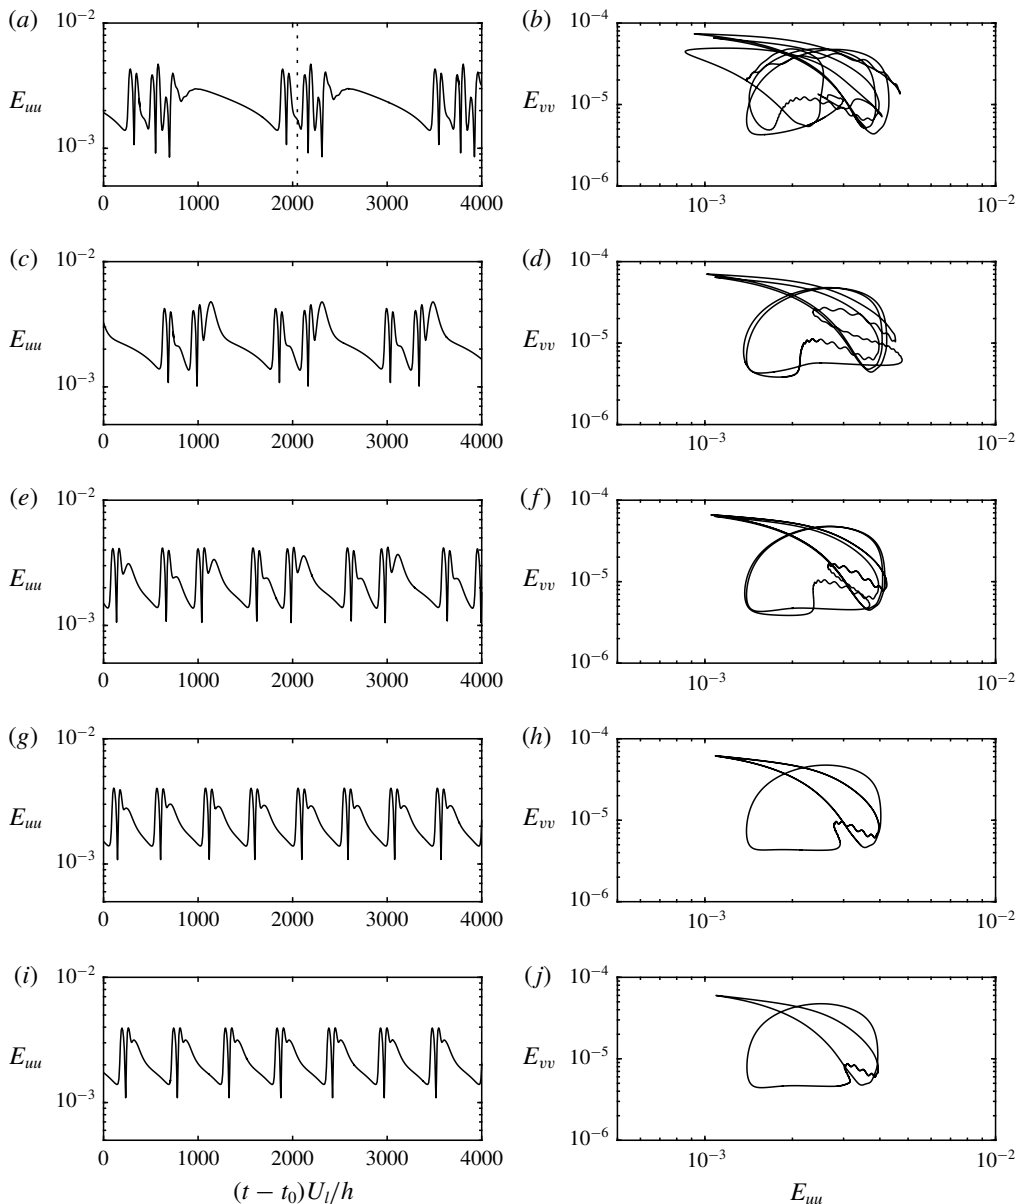 (a) 10⁻² (b) 10⁻⁴
E_uu E_vv 10⁻⁵
10⁻³
10⁻⁶
0 1000 2000 3000 4000 10⁻³ 10⁻²
(c) 10⁻² (d) 10⁻⁴
E_uu E_vv 10⁻⁵
10⁻³
10⁻⁶
0 1000 2000 3000 4000 10⁻³ 10⁻²
(e) 10⁻² (f) 10⁻⁴
E_uu E_vv 10⁻⁵
10⁻³
10⁻⁶
0 1000 2000 3000 4000 10⁻³ 10⁻²
(g) 10⁻² (h) 10⁻⁴
E_uu E_vv 10⁻⁵
10⁻³
10⁻⁶
0 1000 2000 3000 4000 10⁻³ 10⁻²
(i) 10⁻² (j) 10⁻⁴
E_uu E_vv 10⁻⁵
10⁻³
10⁻⁶
0 1000 2000 3000 4000 10⁻³ 10⁻²
(t − t₀)U_l/h E_uu